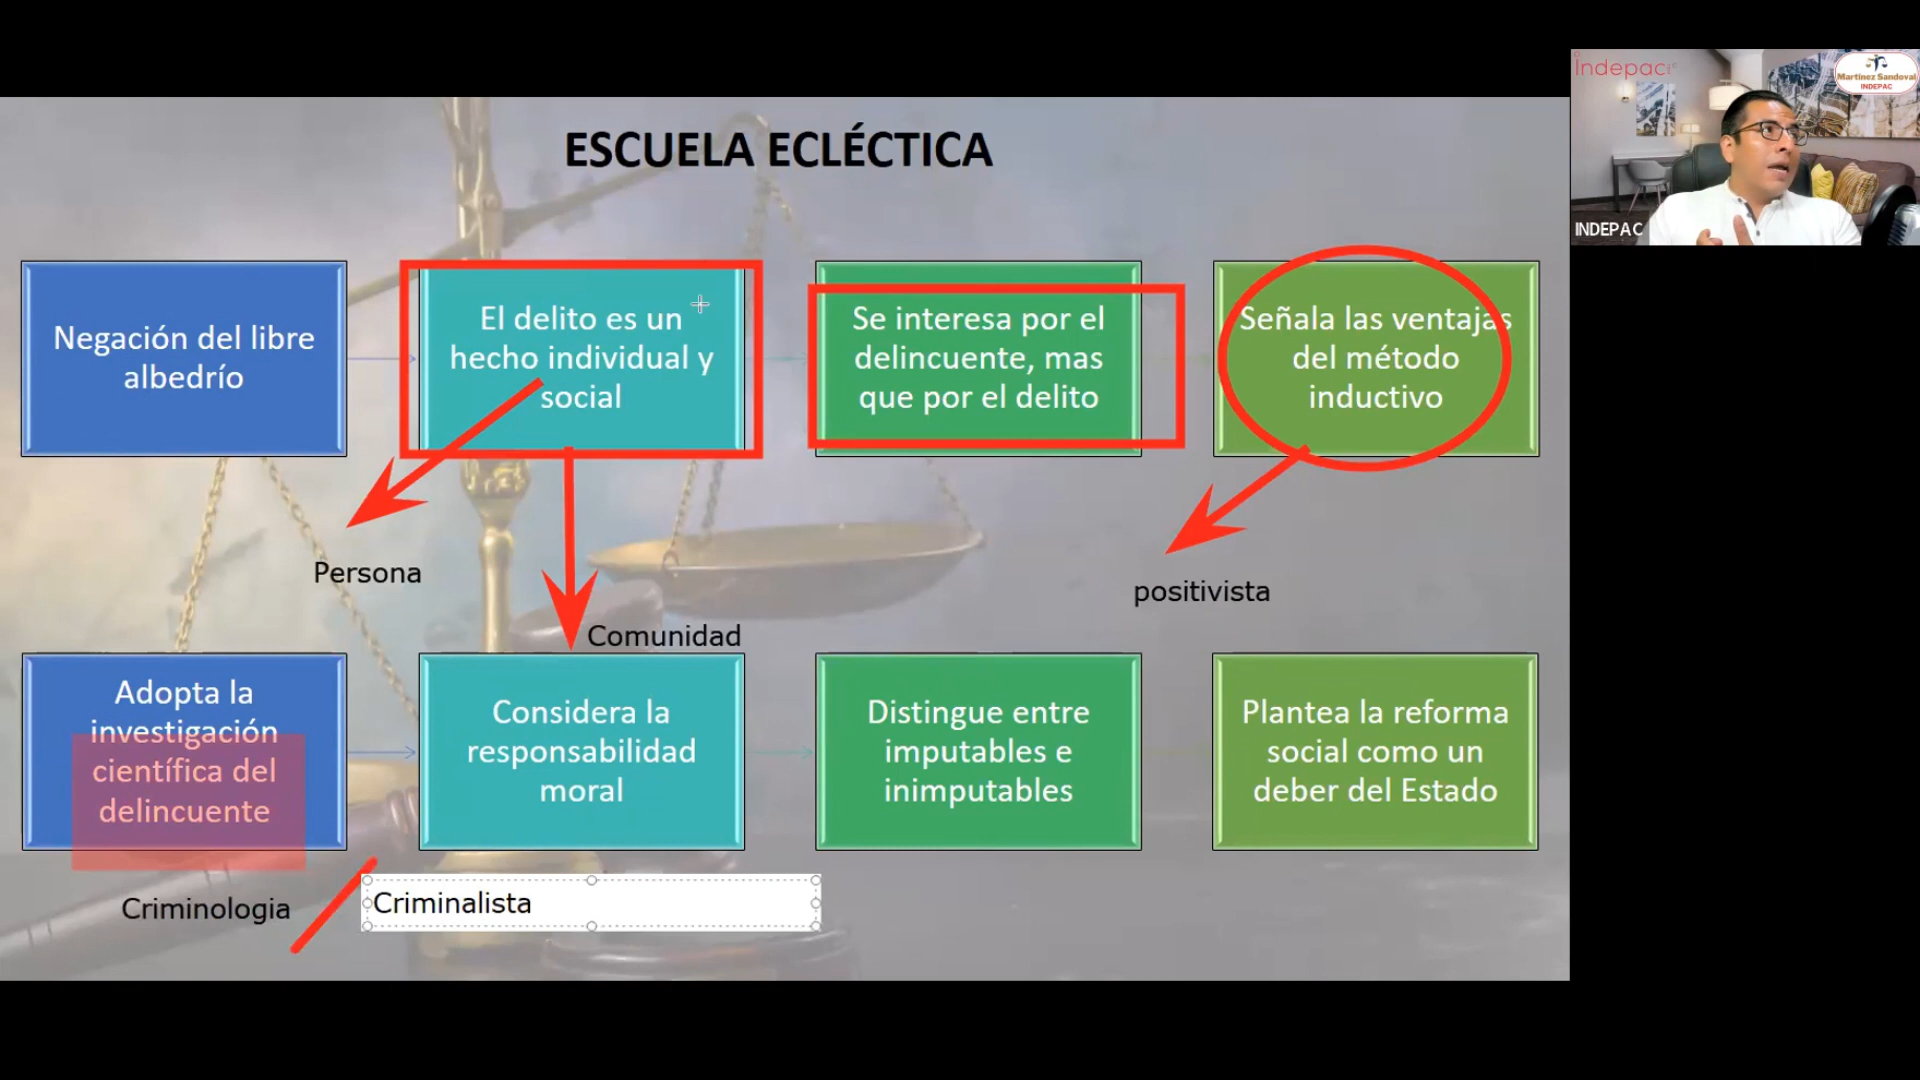 ESCUELA ECLÉCTICA
Negación del libre
albedrío
El delito es un
hecho individual y
social
Se interesa por el
delincuente, mas
que por el delito
Señala las ventajas
del método
inductivo
Persona
Comunidad
positivista
Adopta la
investigación
científica del
delincuente
Considera la
responsabilidad
moral
Distingue entre
imputables e
inimputables
Plantea la reforma
social como un
deber del Estado
Criminologia
Criminalista
Indepac
Martinez Sandoval
INDEPAC
INDEPAC